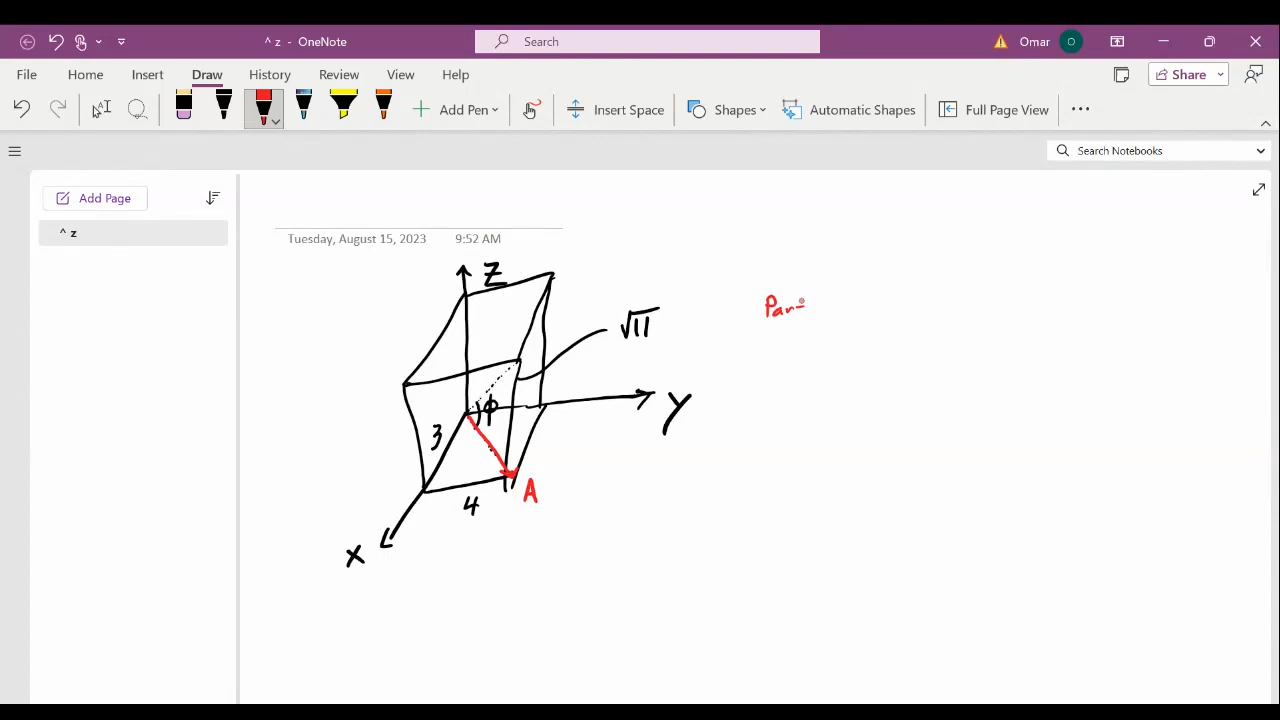 ^ z - OneNote
Search
Omar
O
File
Home
Insert
Draw
History
Review
View
Help
Share
Add Pen
Insert Space
Shapes
Automatic Shapes
Full Page View
Search Notebooks
Add Page
^ z
Tuesday, August 15, 2023 9:52 AM
Z
√11
Par
ϕ
y
3
A
4
x